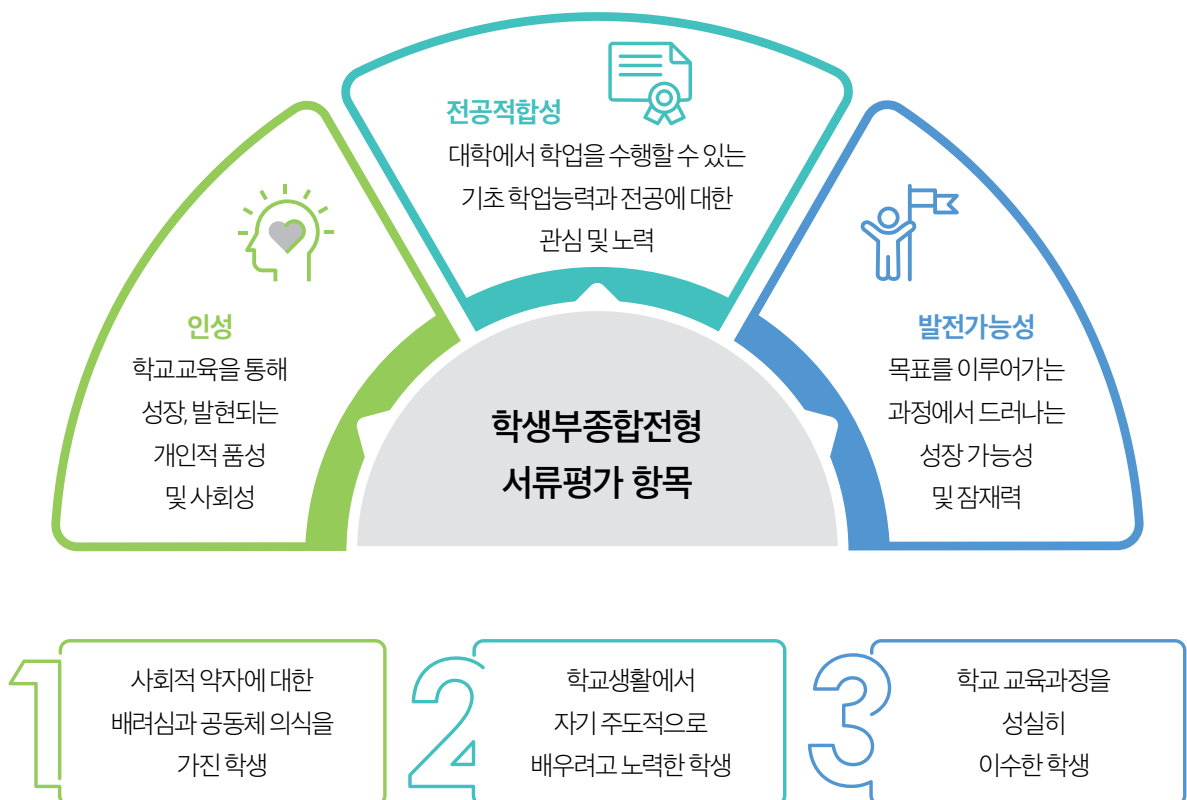 전공적합성
대학에서 학업을 수행할 수 있는
기초 학업능력과 전공에 대한
관심 및 노력
인성
학교교육을 통해
성장, 발현되는
개인적 품성
및 사회성
발전가능성
목표를 이루어가는
과정에서 드러나는
성장 가능성
및 잠재력
학생부종합전형
서류평가 항목
1
사회적 약자에 대한
배려심과 공동체 의식을
가진 학생
2
학교생활에서
자기 주도적으로
배우려고 노력한 학생
3
학교 교육과정을
성실히
이수한 학생